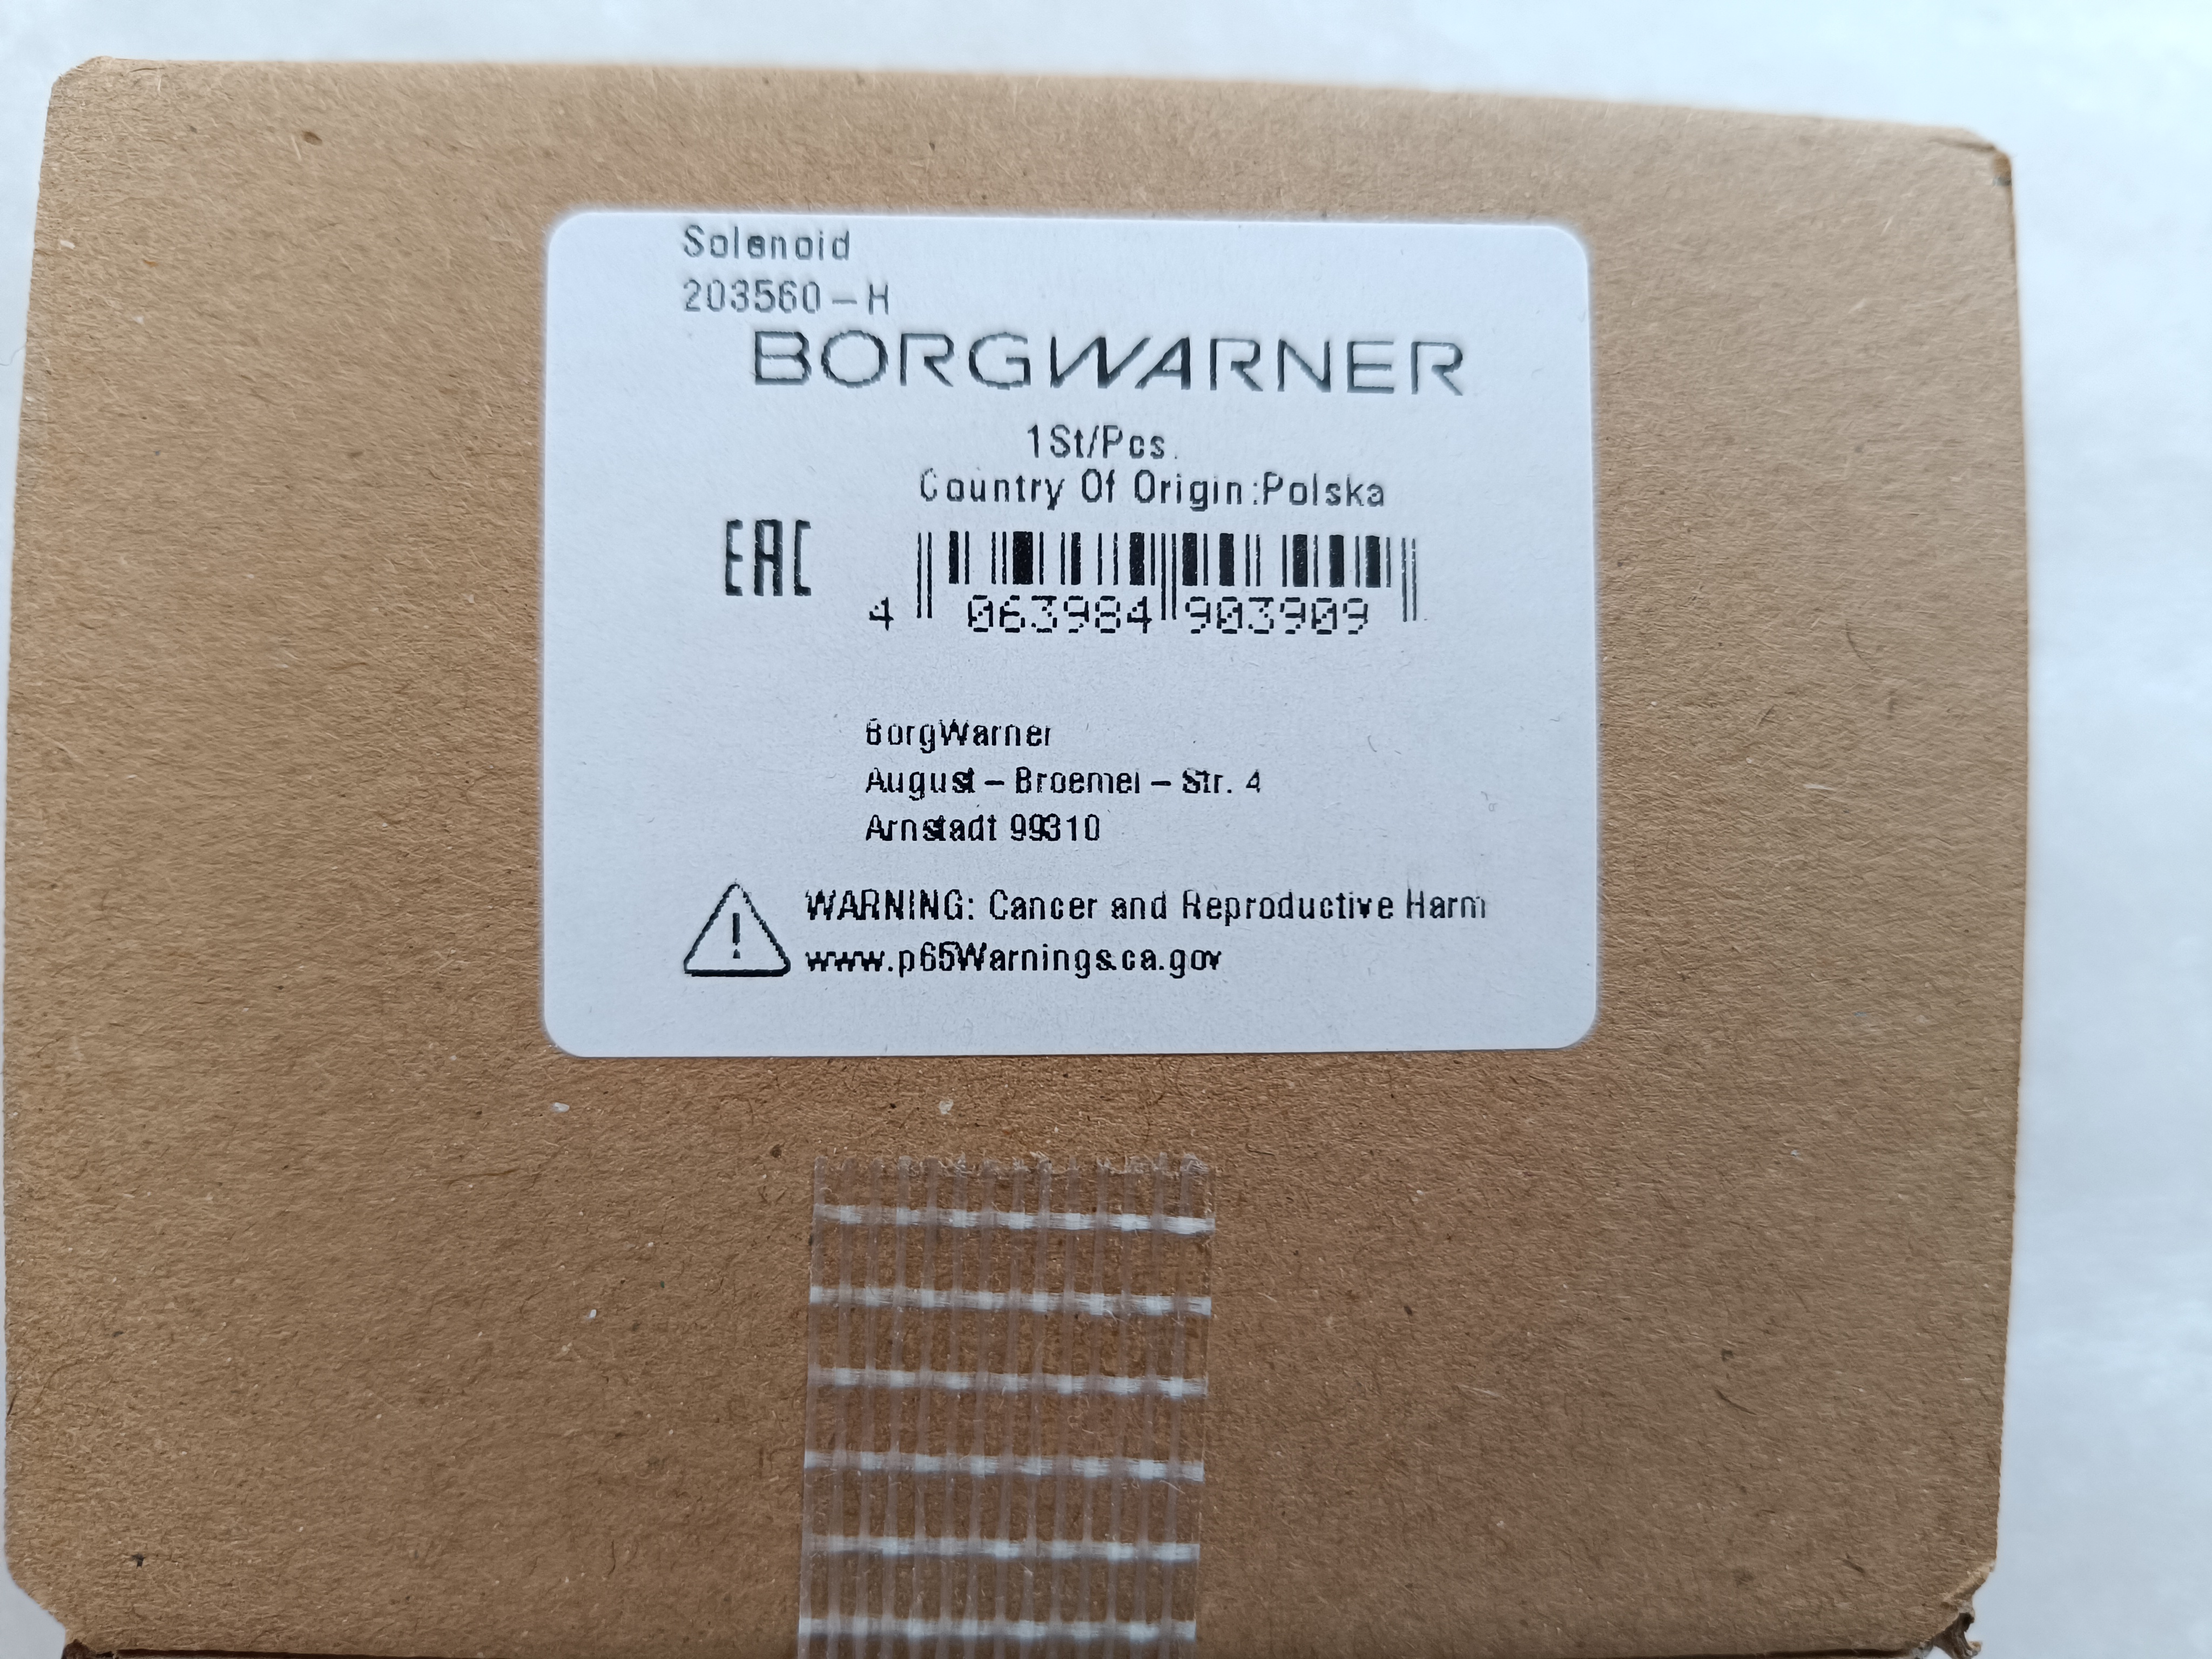 Solenoid
203560-H
BORGWARNER
1St/Pcs.
Country Of Origin:Polska
EAC
4 063984 903909
BorgWarner
August - Broemel - Str. 4
Arnstadt 99310
WARNING: Cancer and Reproductive Harm
www.p65Warnings.ca.gov